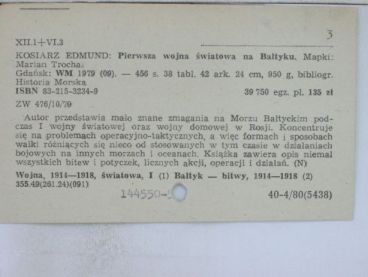 3
XII.1+VI.3
KOSIARZ EDMUND: Pierwsza wojna światowa na Bałtyku. Mapki:
Marian Trocha.
Gdańsk: WM 1979 (09). — 456 s. 38 tabl. 42 ark. 24 cm, 950 g, bibliogr.
Historia Morska
ISBN 83-215-3234-9 39 750 egz. pł. 135 zł
ZW 476/10/79
Autor przedstawia mało znane zmagania na Morzu Bałtyckim pod-
czas I wojny światowej oraz wojny domowej w Rosji. Koncentruje
się na problemach operacyjno-taktycznych, a więc formach i sposobach
walki różniących się nieco od stosowanych w tym czasie w działaniach
bojowych na innych morzach i oceanach. Książka zawiera opis niemal
wszystkich bitew i potyczek, licznych akcji, operacji i działań. (N)
Wojna, 1914—1918, światowa, I (1) Bałtyk — bitwy, 1914—1918 (2)
355.49(261.24)(091)
144550- 40-4/80(5438)